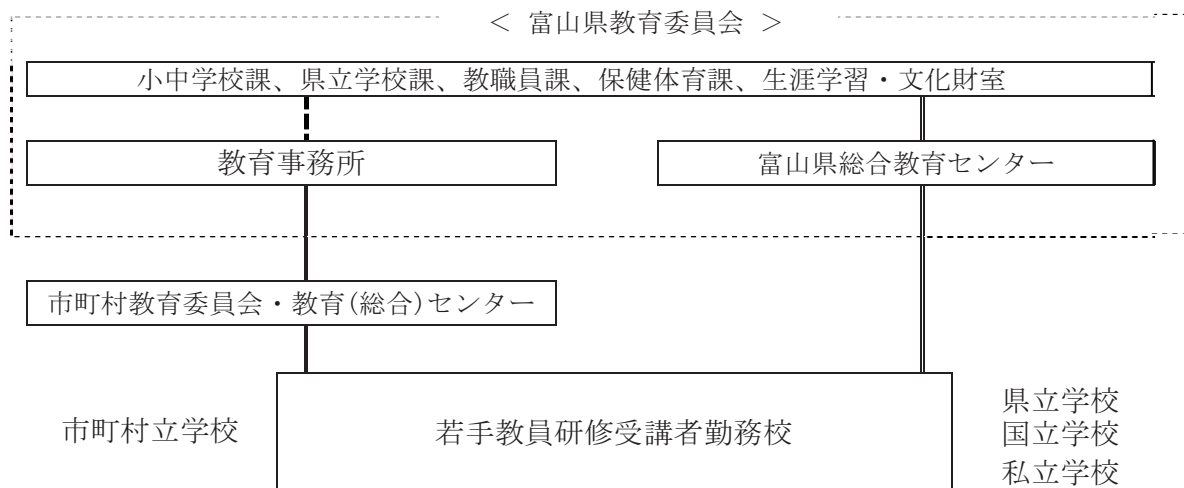 ＜ 富山県教育委員会 ＞
小中学校課、県立学校課、教職員課、保健体育課、生涯学習・文化財室
教育事務所
富山県総合教育センター
市町村教育委員会・教育(総合)センター
市町村立学校
若手教員研修受講者勤務校
県立学校
国立学校
私立学校